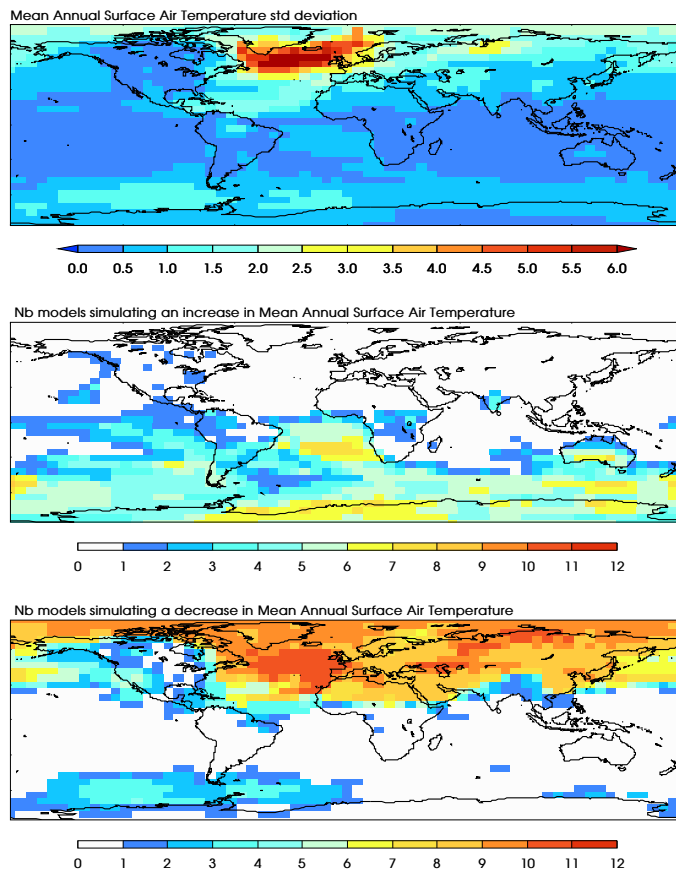 Mean Annual Surface Air Temperature std deviation
0.0 0.5 1.0 1.5 2.0 2.5 3.0 3.5 4.0 4.5 5.0 5.5 6.0
Nb models simulating an increase in Mean Annual Surface Air Temperature
0 1 2 3 4 5 6 7 8 9 10 11 12
Nb models simulating a decrease in Mean Annual Surface Air Temperature
0 1 2 3 4 5 6 7 8 9 10 11 12